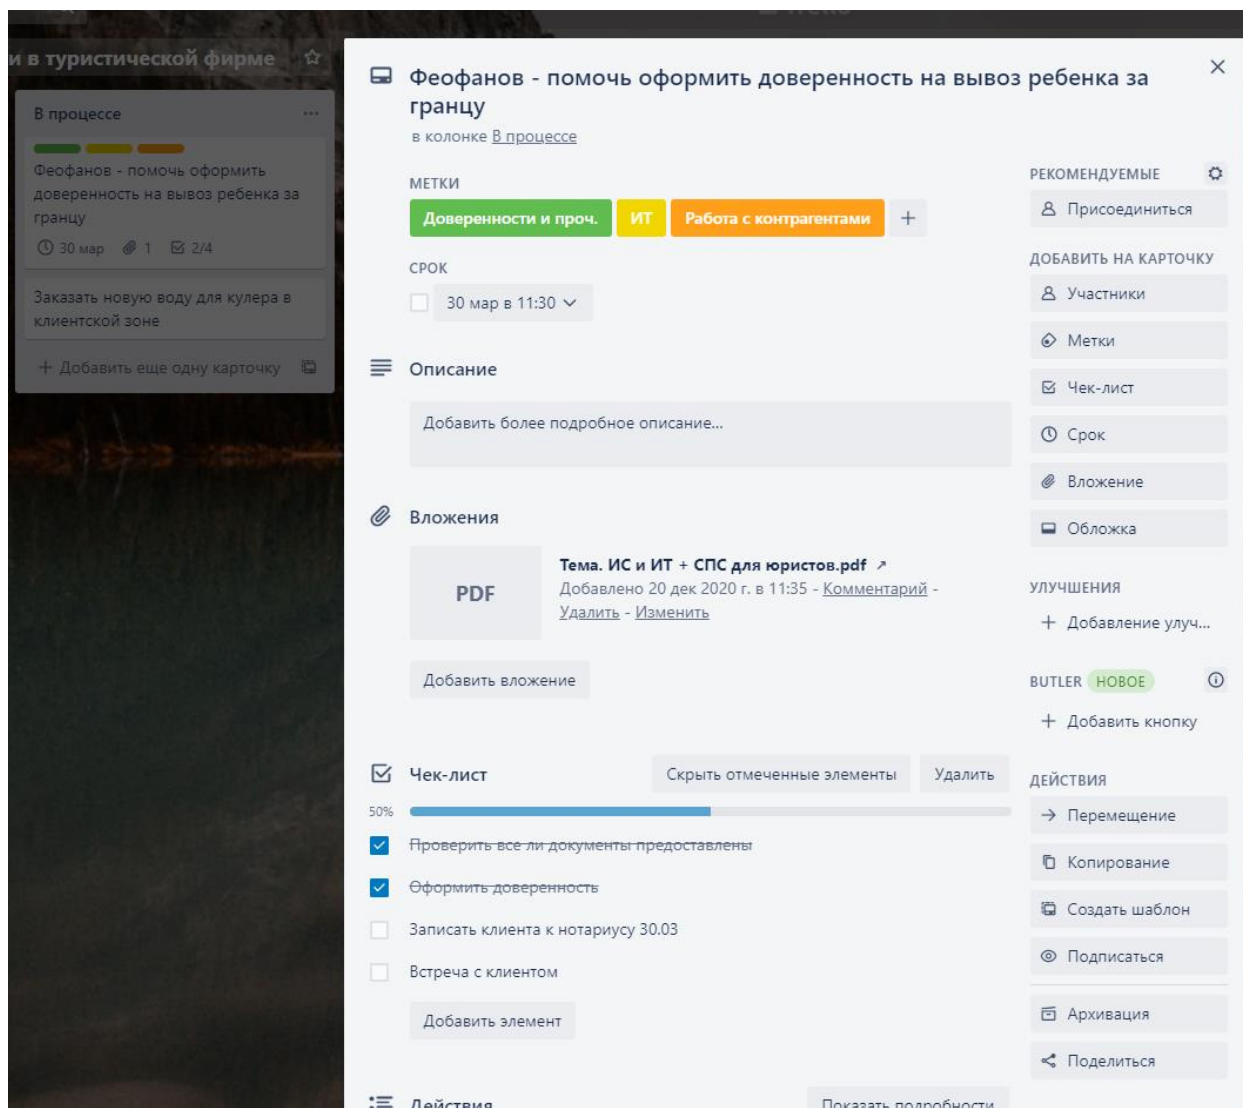 и в туристической фирме
В процессе
Феофанов - помочь оформить
доверенность на вывоз ребенка за
гранцу
30 мар 1 2/4
Заказать новую воду для кулера в
клиентской зоне
+ Добавить еще одну карточку
Феофанов - помочь оформить доверенность на вывоз ребенка за
гранцу
в колонке В процессе
МЕТКИ
Доверенности и проч. ИТ Работа с контрагентами +
СРОК
30 мар в 11:30
Описание
Добавить более подробное описание...
Вложения
PDF
Тема. ИС и ИТ + СПС для юристов.pdf ↗
Добавлено 20 дек 2020 г. в 11:35 - Комментарий -
Удалить - Изменить
Добавить вложение
Чек-лист Скрыть отмеченные элементы Удалить
50%
Проверить все ли документы предоставлены
Оформить доверенность
Записать клиента к нотариусу 30.03
Встреча с клиентом
Добавить элемент
Действия Показать подробности
РЕКОМЕНДУЕМЫЕ
Присоединиться
ДОБАВИТЬ НА КАРТОЧКУ
Участники
Метки
Чек-лист
Срок
Вложение
Обложка
УЛУЧШЕНИЯ
+ Добавление улуч...
BUTLER НОВОЕ
+ Добавить кнопку
ДЕЙСТВИЯ
Перемещение
Копирование
Создать шаблон
Подписаться
Архивация
Поделиться